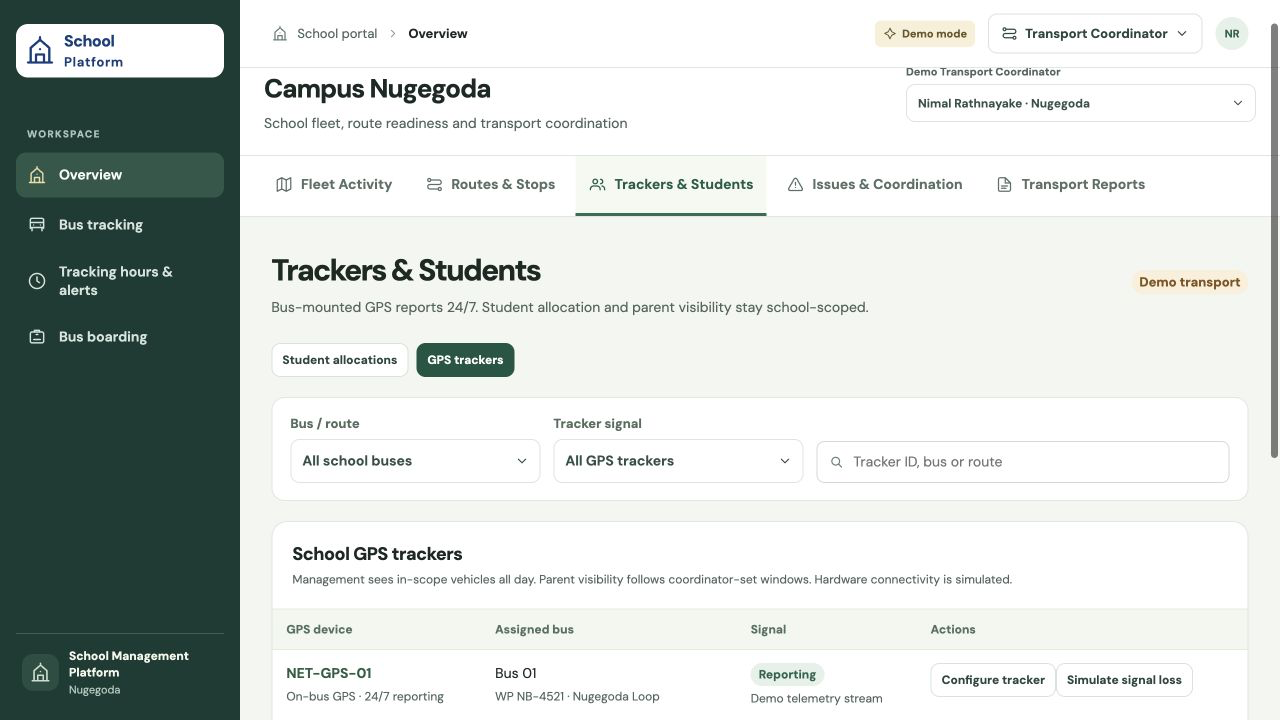 School
Platform
WORKSPACE
Overview
Bus tracking
Tracking hours &
alerts
Bus boarding
School Management
Platform
Nugegoda
School portal
Overview
Demo mode
Transport Coordinator
NR
Campus Nugegoda
School fleet, route readiness and transport coordination
Demo Transport Coordinator
Nimal Rathnayake · Nugegoda
Fleet Activity
Routes & Stops
Trackers & Students
Issues & Coordination
Transport Reports
Trackers & Students
Bus-mounted GPS reports 24/7. Student allocation and parent visibility stay school-scoped.
Demo transport
Student allocations
GPS trackers
Bus / route
Tracker signal
All school buses
All GPS trackers
Tracker ID, bus or route
School GPS trackers
Management sees in-scope vehicles all day. Parent visibility follows coordinator-set windows. Hardware connectivity is simulated.
GPS device
Assigned bus
Signal
Actions
NET-GPS-01
On-bus GPS · 24/7 reporting
Bus 01
WP NB-4521 · Nugegoda Loop
Reporting
Demo telemetry stream
Configure tracker
Simulate signal loss